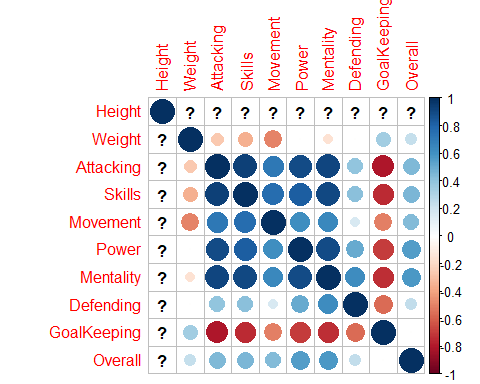 Height
Weight
Attacking
Skills
Movement
Power
Mentality
Defending
GoalKeeping
Overall
Height ? ? ? ? ? ? ? ? ?
Weight ?
Attacking ?
Skills ?
Movement ?
Power ?
Mentality ?
Defending ?
GoalKeeping ?
Overall ?
1
0.8
0.6
0.4
0.2
0
-0.2
-0.4
-0.6
-0.8
-1